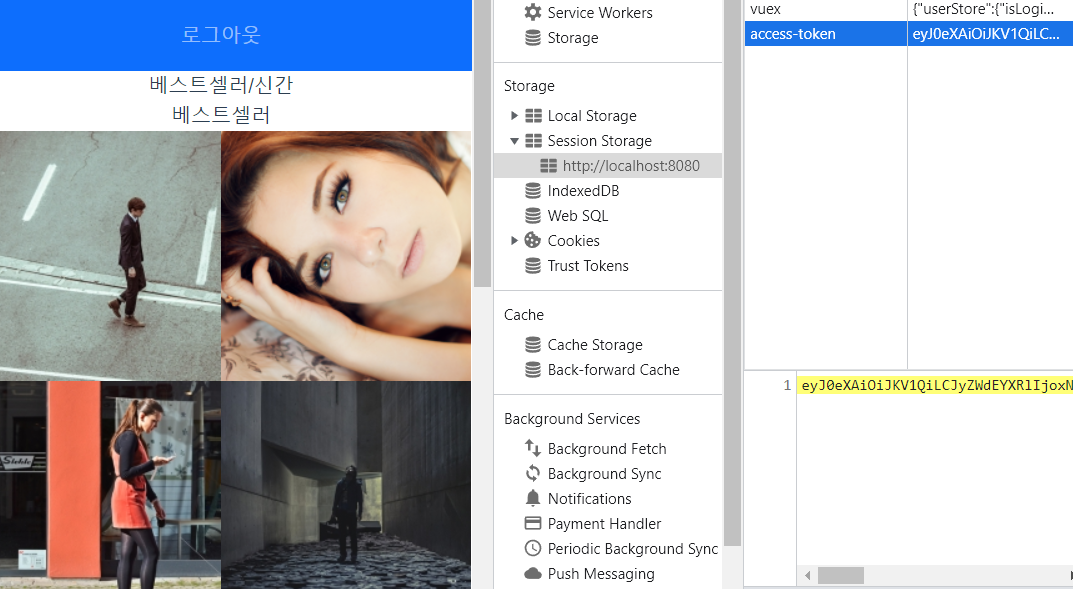 로그아웃
베스트셀러/신간
베스트셀러
Service Workers
Storage
Storage
Local Storage
Session Storage
http://localhost:8080
IndexedDB
Web SQL
Cookies
Trust Tokens
Cache
Cache Storage
Back-forward Cache
Background Services
Background Fetch
Background Sync
Notifications
Payment Handler
Periodic Background Sync
Push Messaging
vuex {"userStore":{"isLogi...
access-token eyJ0eXAiOiJKV1QiLC...
1 eyJ0eXAiOiJKV1QiLCJyZWdEYXRlIjoxN